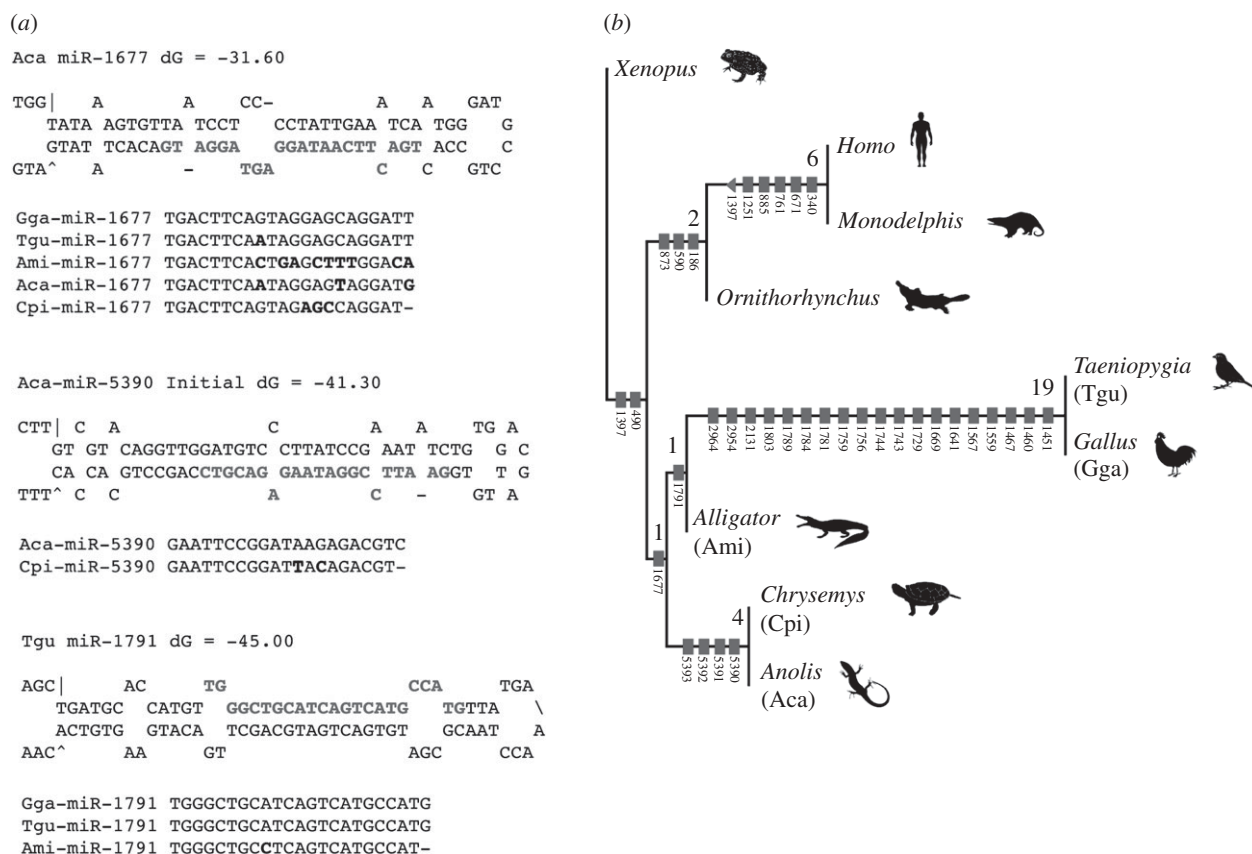 (a)
Aca miR-1677 dG = -31.60
TGG| A A CC- A A GAT
TATA AGTGTTA TCCT CCTATTGAA TCA TGG G
GTAT TCACAGT AGGA GGATAACTT AGT ACC C
GTA^ A - TGA C C GTC
Gga-miR-1677 TGACTTCAGTAGGAGCAGGATT
Tgu-miR-1677 TGACTTCAATAGGAGCAGGATT
Ami-miR-1677 TGACTTCACTGAGCTTTGGACA
Aca-miR-1677 TGACTTCAATAGGAGTAGGATG
Cpi-miR-1677 TGACTTCAGTAGAGCCAGGAT-
Aca-miR-5390 Initial dG = -41.30
CTT| C A C A A TG A
GT GT CAGGTTGGATGTC CTTATCCG AAT TCTG G C
CA CA GTCCGACCTGCAG GAATAGGC TTA AGGT T G
TTT^ C C A C - GT A
Aca-miR-5390 GAATTCCGGATAAGAGACGTC
Cpi-miR-5390 GAATTCCGGATTACAGACGT-
Tgu miR-1791 dG = -45.00
AGC| AC TG CCA TGA
TGATGC CATGT GGCTGCATCAGTCATG TGTTA \
ACTGTG GTACA TCGACGTAGTCAGTGT GCAAT A
AAC^ AA GT AGC CCA
Gga-miR-1791 TGGGCTGCATCAGTCATGCCATG
Tgu-miR-1791 TGGGCTGCATCAGTCATGCCATG
Ami-miR-1791 TGGGCTGCCTCAGTCATGCCAT-
(b)
Xenopus
Homo
6
1397 1251 885 761 671 340
Monodelphis
2
873 590 186
Ornithorhynchus
Taeniopygia
(Tgu)
19
1397 490
2964 2954 2131 1803 1789 1784 1781 1759 1756 1744 1743 1729 1669 1641 1567 1559 1467 1460 1451
Gallus
(Gga)
1
1791
Alligator
(Ami)
1
1677
Chrysemys
(Cpi)
4
5393 5392 5391 5390
Anolis
(Aca)